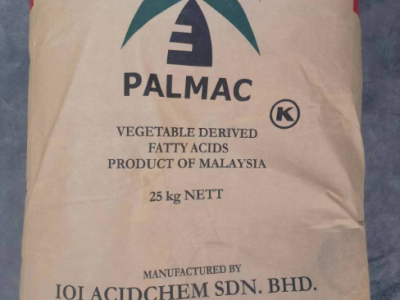 PALMAC
K
VEGETABLE DERIVED
FATTY ACIDS
PRODUCT OF MALAYSIA
25 kg NETT
MANUFACTURED BY
IOI ACIDCHEM SDN. BHD.